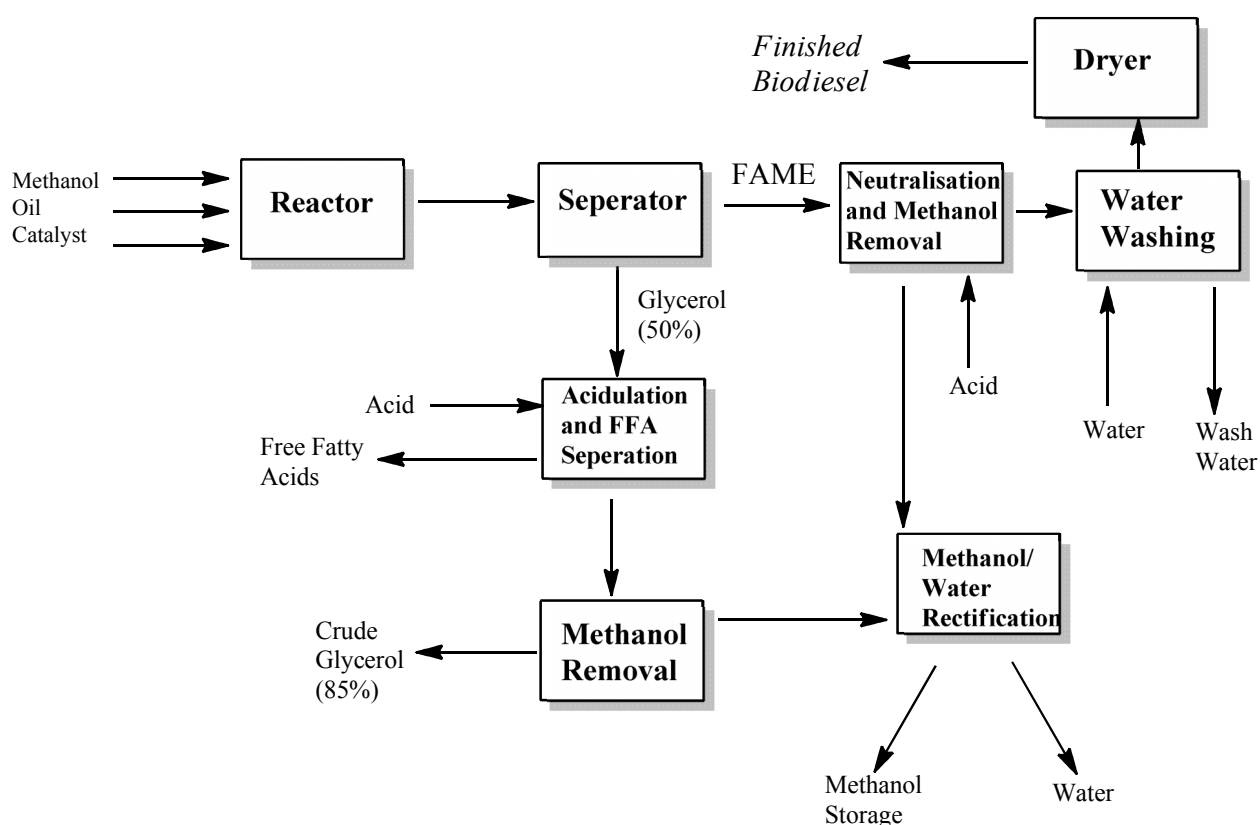 Finished
Biodiesel
Dryer
Methanol
Oil
Catalyst
Reactor
Seperator
FAME
Neutralisation
and Methanol
Removal
Water
Washing
Glycerol
(50%)
Acid
Water
Wash
Water
Acid
Free Fatty
Acids
Acidulation
and FFA
Seperation
Methanol/
Water
Rectification
Crude
Glycerol
(85%)
Methanol
Removal
Methanol
Storage
Water